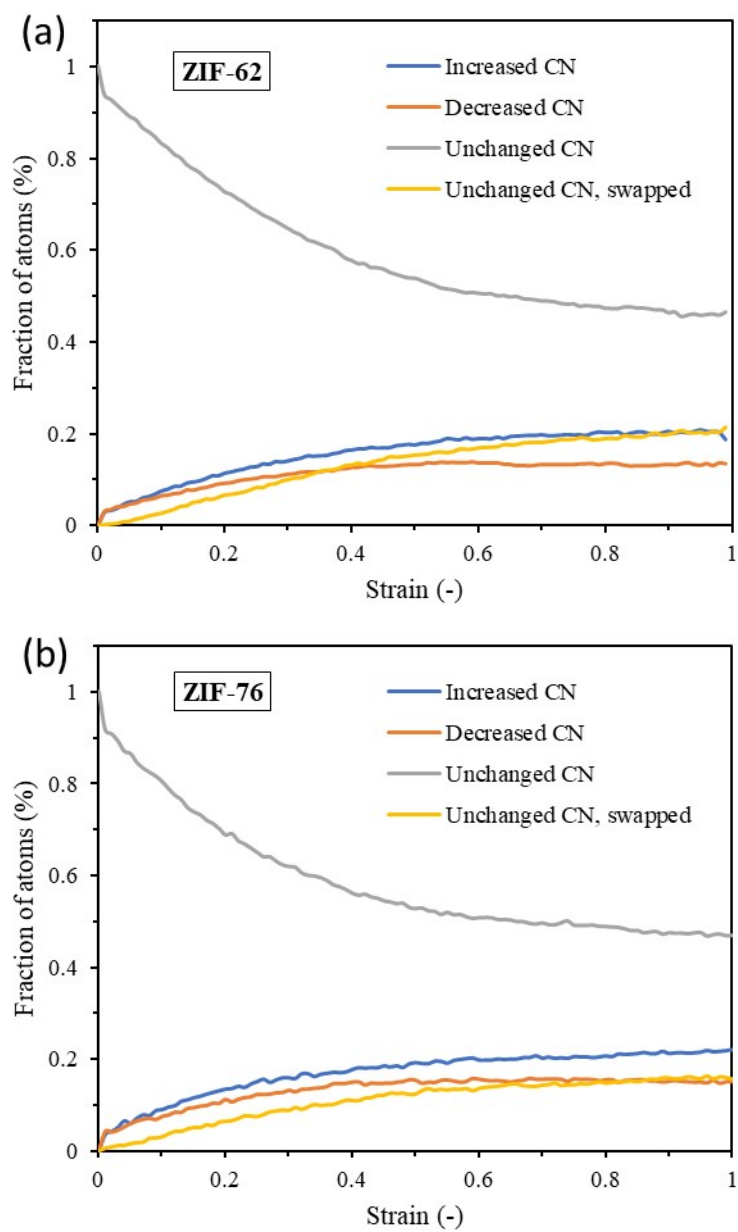 (a)
ZIF-62
Increased CN
Decreased CN
Unchanged CN
Unchanged CN, swapped
Fraction of atoms (%)
1
0.8
0.6
0.4
0.2
0
0 0.2 0.4 0.6 0.8 1
Strain (-)
(b)
ZIF-76
Increased CN
Decreased CN
Unchanged CN
Unchanged CN, swapped
Fraction of atoms (%)
1
0.8
0.6
0.4
0.2
0
0 0.2 0.4 0.6 0.8 1
Strain (-)